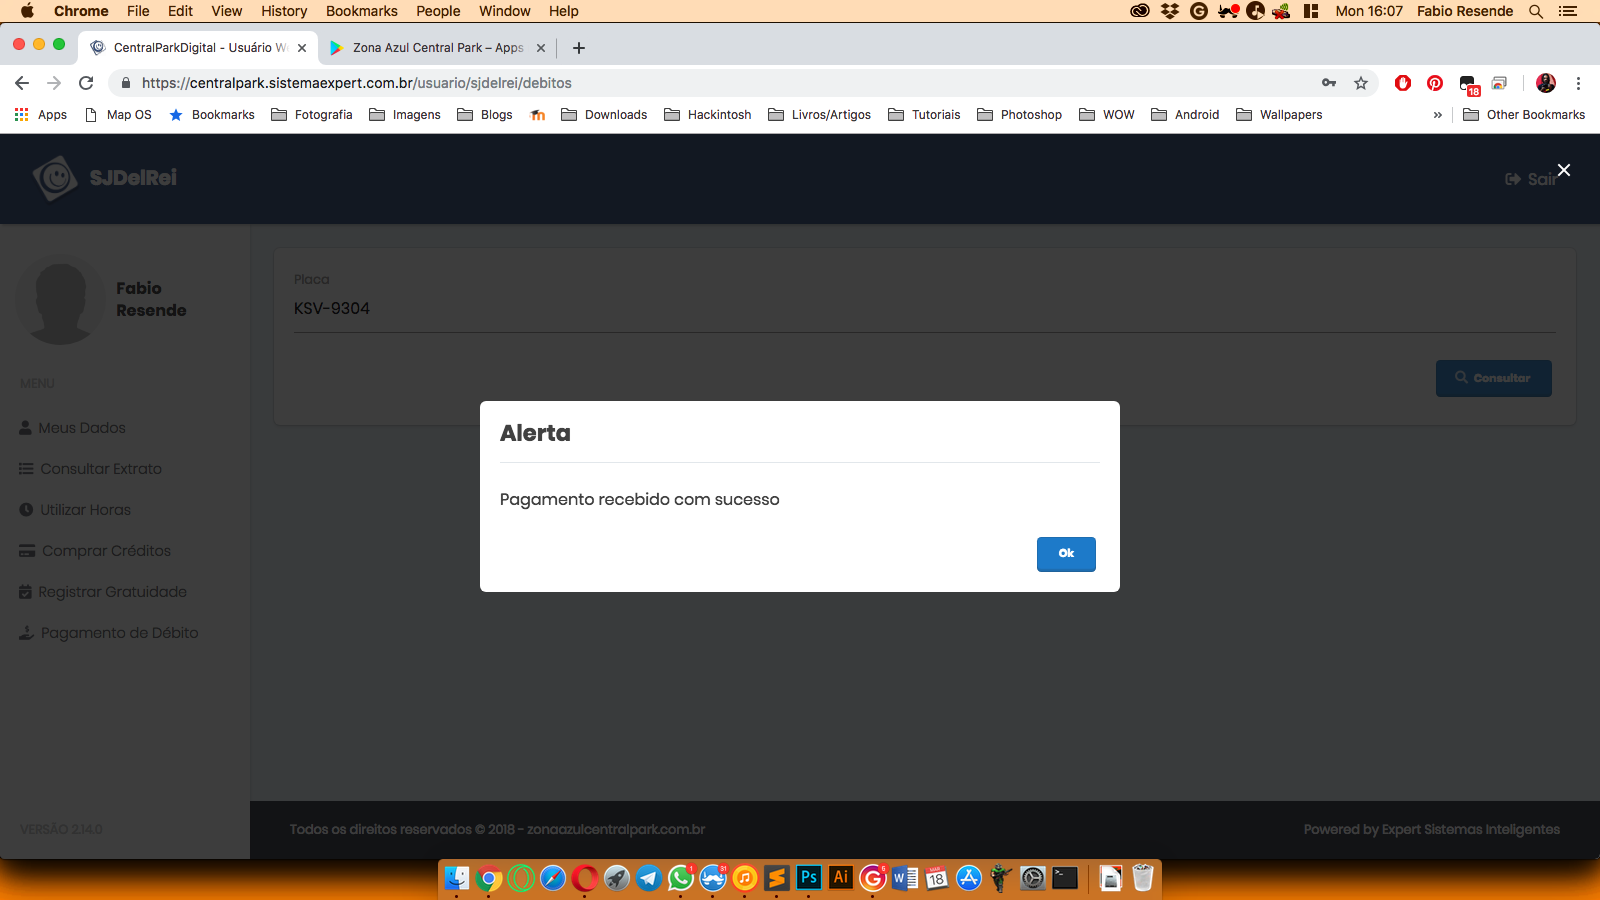 Chrome File Edit View History Bookmarks People Window Help Mon 16:07 Fabio Resende
CentralParkDigital - Usuário W
Zona Azul Central Park – Apps
https://centralpark.sistemaexpert.com.br/usuario/sjdelrei/debitos
18
Apps Map OS Bookmarks Fotografia Imagens Blogs Downloads Hackintosh Livros/Artigos Tutoriais Photoshop WOW Android Wallpapers » Other Bookmarks
SJDelRei
Sair
Fabio
Resende
MENU
Meus Dados
Consultar Extrato
Utilizar Horas
Comprar Créditos
Registrar Gratuidade
Pagamento de Débito
VERSÃO 2.14.0
Placa
KSV-9304
Consultar
Alerta
Pagamento recebido com sucesso
Ok
Todos os direitos reservados © 2018 - zonaazulcentralpark.com.br
Powered by Expert Sistemas Inteligentes
Ps Ai W 18